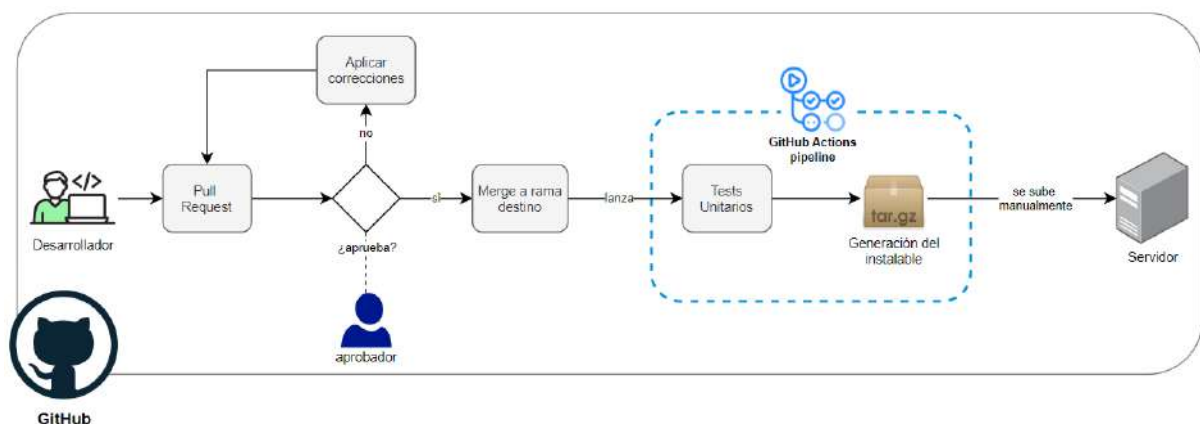 Aplicar
correcciones
no
GitHub Actions
pipeline
</>
Desarrollador
Pull
Request
sí
¿aprueba?
aprobador
Merge a rama
destino
lanza
Tests
Unitarios
tar.gz
Generación del
instalable
se sube
manualmente
Servidor
GitHub